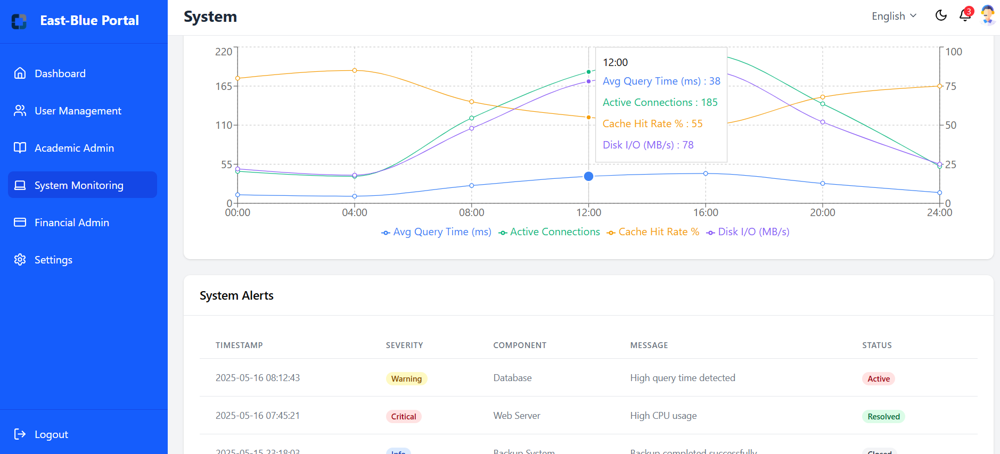 East-Blue Portal
Dashboard
User Management
Academic Admin
System Monitoring
Financial Admin
Settings
Logout
System
English
3
220
165
110
55
0
100
75
50
25
0
12:00
Avg Query Time (ms) : 38
Active Connections : 185
Cache Hit Rate % : 55
Disk I/O (MB/s) : 78
00:00 04:00 08:00 12:00 16:00 20:00 24:00
Avg Query Time (ms) Active Connections Cache Hit Rate % Disk I/O (MB/s)
System Alerts
TIMESTAMP SEVERITY COMPONENT MESSAGE STATUS
2025-05-16 08:12:43 Warning Database High query time detected Active
2025-05-16 07:45:21 Critical Web Server High CPU usage Resolved
2025-05-15 23:18:03 Info Backup System Backup completed successfully Closed